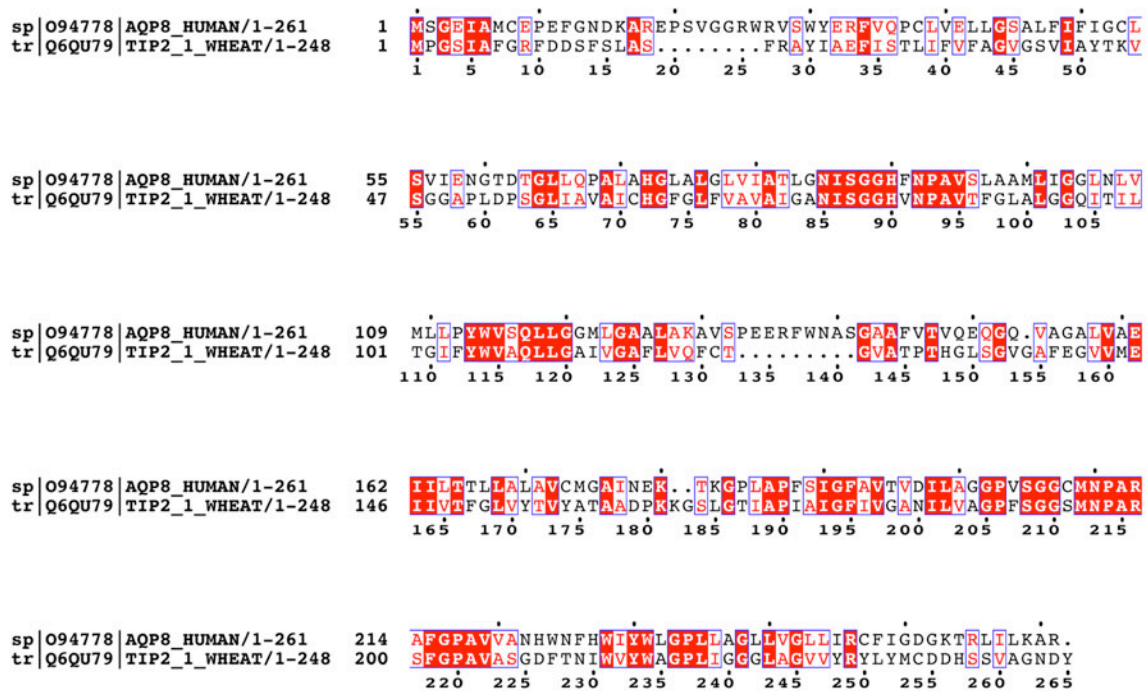 sp|O94778|AQP8_HUMAN/1-261 1 MSGEIAMCEPEFGNDKAREPSVGGRWRVSWYERFVQPCLVELLGSALFIFIGCL
tr|Q6QU79|TIP2_1_WHEAT/1-248 1 MPGSIAFGRFDDSFSLAS........FRAYIAEFISTLIFVFAGVGSVIAYTKV
1 5 10 15 20 25 30 35 40 45 50
sp|O94778|AQP8_HUMAN/1-261 55 SVIENGTDTGLLQPALAHGLALGLVIATLGNISGGHFNPAVSLAAMLIGGLNLV
tr|Q6QU79|TIP2_1_WHEAT/1-248 47 SGGAPLDPSGLIAVAICHGFGLFVAVAIGANISGGHVNPAVTFGLALGGQITIL
55 60 65 70 75 80 85 90 95 100 105
sp|O94778|AQP8_HUMAN/1-261 109 MLLPYWVSQLLGGMLGAALAKAVSPEERFWNASGAAFVTVQEQGQ.VAGALVAE
tr|Q6QU79|TIP2_1_WHEAT/1-248 101 TGIFYWVAQLLGAIVGAFLVQFCT.........GVATPTHGLSGVGAFEGVVME
110 115 120 125 130 135 140 145 150 155 160
sp|O94778|AQP8_HUMAN/1-261 162 IILTTLLALAVCMGAINEK..TKGPLAPFSIGFAVTVDILAGGPVSGGCMNPAR
tr|Q6QU79|TIP2_1_WHEAT/1-248 146 IIVTFGLVYTVYATAADPKKGSLGTIAPIAIGFIVGANILVAGPFSGGSMNPAR
165 170 175 180 185 190 195 200 205 210 215
sp|O94778|AQP8_HUMAN/1-261 214 AFGPAVVANHWNFHWIYWLGPLLAGLLVGLLIRCFIGDGKTRLILKAR.
tr|Q6QU79|TIP2_1_WHEAT/1-248 200 SFGPAVASGDFTNIWVYWAGPLIGGGLAGVVYRYLYMCDDHSSVAGNDY
220 225 230 235 240 245 250 255 260 265